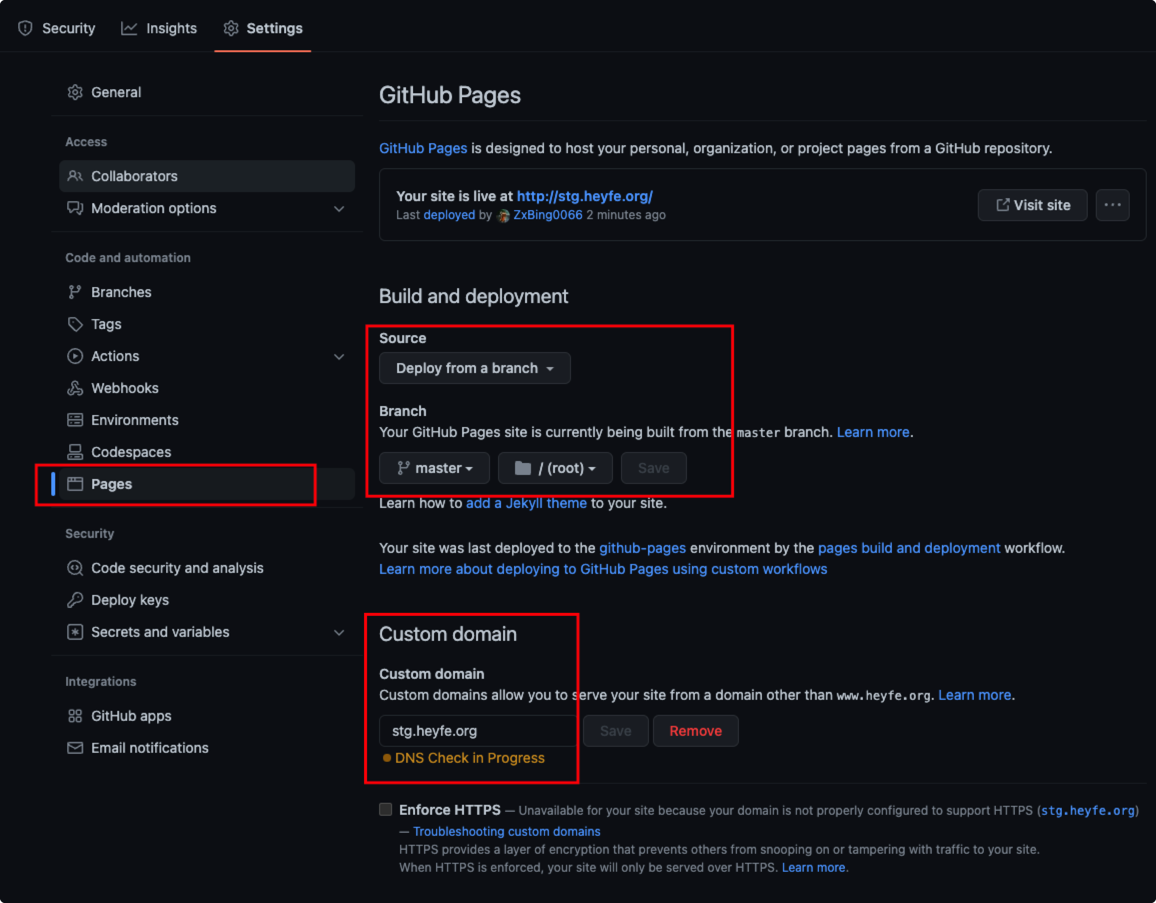 Security Insights Settings
General
Access
Collaborators
Moderation options
Code and automation
Branches
Tags
Actions
Webhooks
Environments
Codespaces
Pages
Security
Code security and analysis
Deploy keys
Secrets and variables
Integrations
GitHub apps
Email notifications
GitHub Pages
GitHub Pages is designed to host your personal, organization, or project pages from a GitHub repository.
Your site is live at http://stg.heyfe.org/
Last deployed by ZxBing0066 2 minutes ago
Visit site
Build and deployment
Source
Deploy from a branch
Branch
Your GitHub Pages site is currently being built from the master branch. Learn more.
master / (root) Save
Learn how to add a Jekyll theme to your site.
Your site was last deployed to the github-pages environment by the pages build and deployment workflow.
Learn more about deploying to GitHub Pages using custom workflows
Custom domain
Custom domain
Custom domains allow you to serve your site from a domain other than www.heyfe.org. Learn more.
stg.heyfe.org Save Remove
DNS Check in Progress
Enforce HTTPS — Unavailable for your site because your domain is not properly configured to support HTTPS (stg.heyfe.org)
— Troubleshooting custom domains
HTTPS provides a layer of encryption that prevents others from snooping on or tampering with traffic to your site.
When HTTPS is enforced, your site will only be served over HTTPS. Learn more.